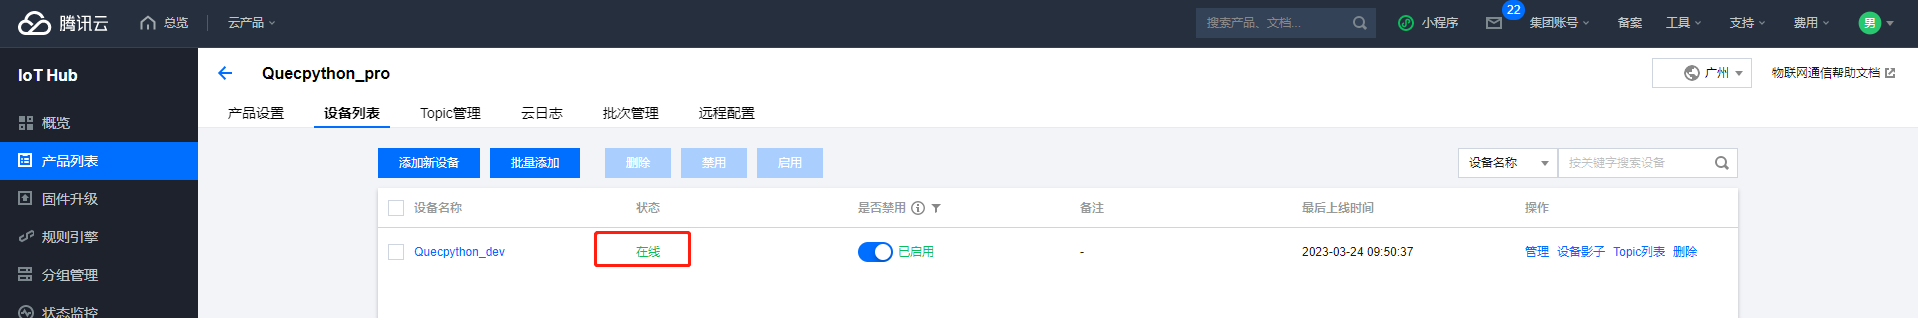 腾讯云 总览 云产品 搜索产品、文档... 小程序 22 集团账号 备案 工具 支持 费用 男
IoT Hub
Quecpython_pro 广州 物联网通信帮助文档
产品设置 设备列表 Topic管理 云日志 批次管理 远程配置
概览
产品列表
固件升级
规则引擎
分组管理
状态监控
添加新设备 批量添加 删除 禁用 启用 设备名称 按关键字搜索设备
设备名称 状态 是否禁用 备注 最后上线时间 操作
Quecpython_dev 在线 已启用 - 2023-03-24 09:50:37 管理 设备影子 Topic列表 删除